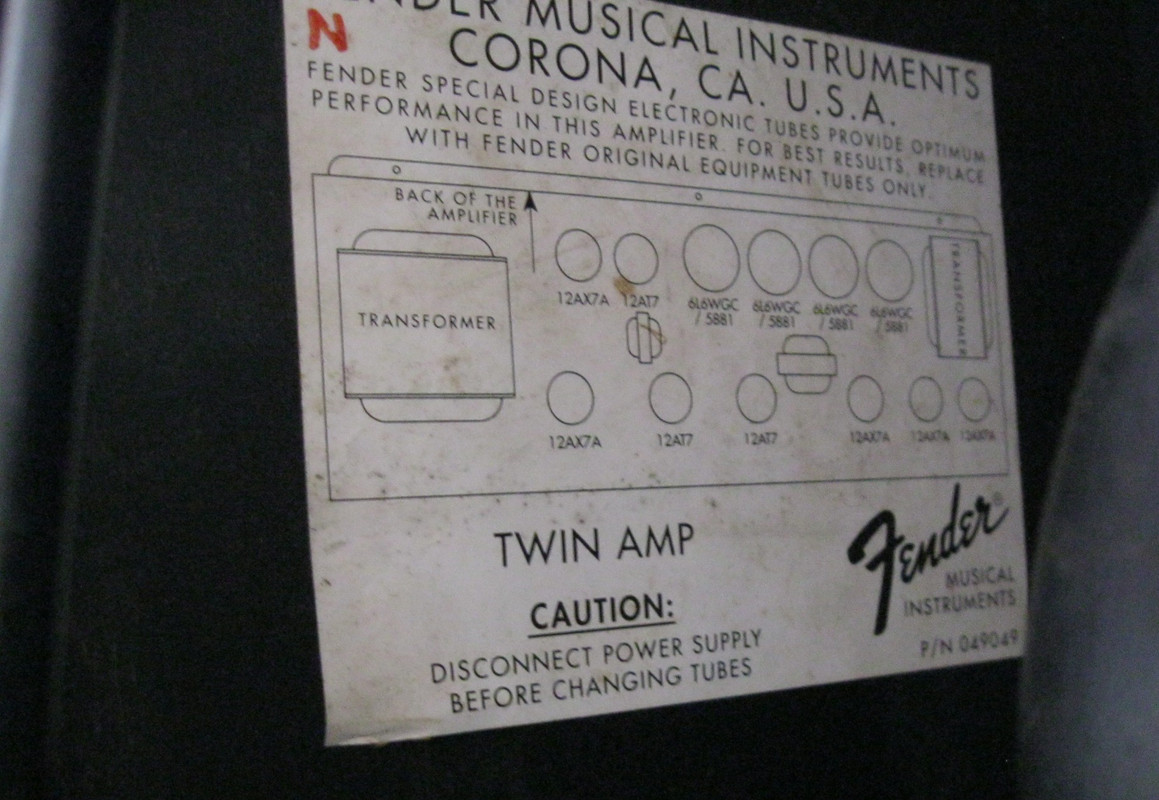 ENDER MUSICAL INSTRUMENTS
N
CORONA, CA. U.S.A.
FENDER SPECIAL DESIGN ELECTRONIC TUBES PROVIDE OPTIMUM
PERFORMANCE IN THIS AMPLIFIER. FOR BEST RESULTS, REPLACE
WITH FENDER ORIGINAL EQUIPMENT TUBES ONLY.
BACK OF THE
AMPLIFIER
TRANSFORMER
12AX7A 12AT7 6L6WGC 6L6WGC 6L6WGC 6L6WGC
/ 5881 / 5881 / 5881 / 5881
TRANSFORMER
12AX7A 12AT7 12AT7 12AX7A 12AX7A 12AX7A
TWIN AMP
Fender®
MUSICAL
INSTRUMENTS
P/N 049049
CAUTION:
DISCONNECT POWER SUPPLY
BEFORE CHANGING TUBES